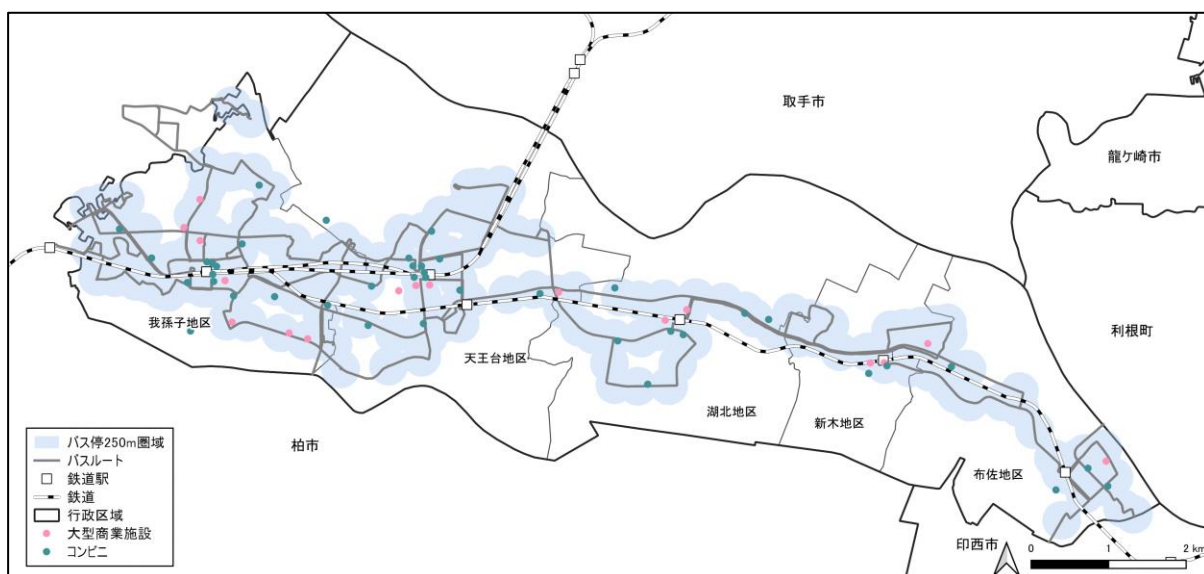 取手市
龍ケ崎市
利根町
我孫子地区
天王台地区
湖北地区
新木地区
柏市
布佐地区
印西市
バス停250m圏域
バスルート
鉄道駅
鉄道
行政区域
大型商業施設
コンビニ
0 1 2 km